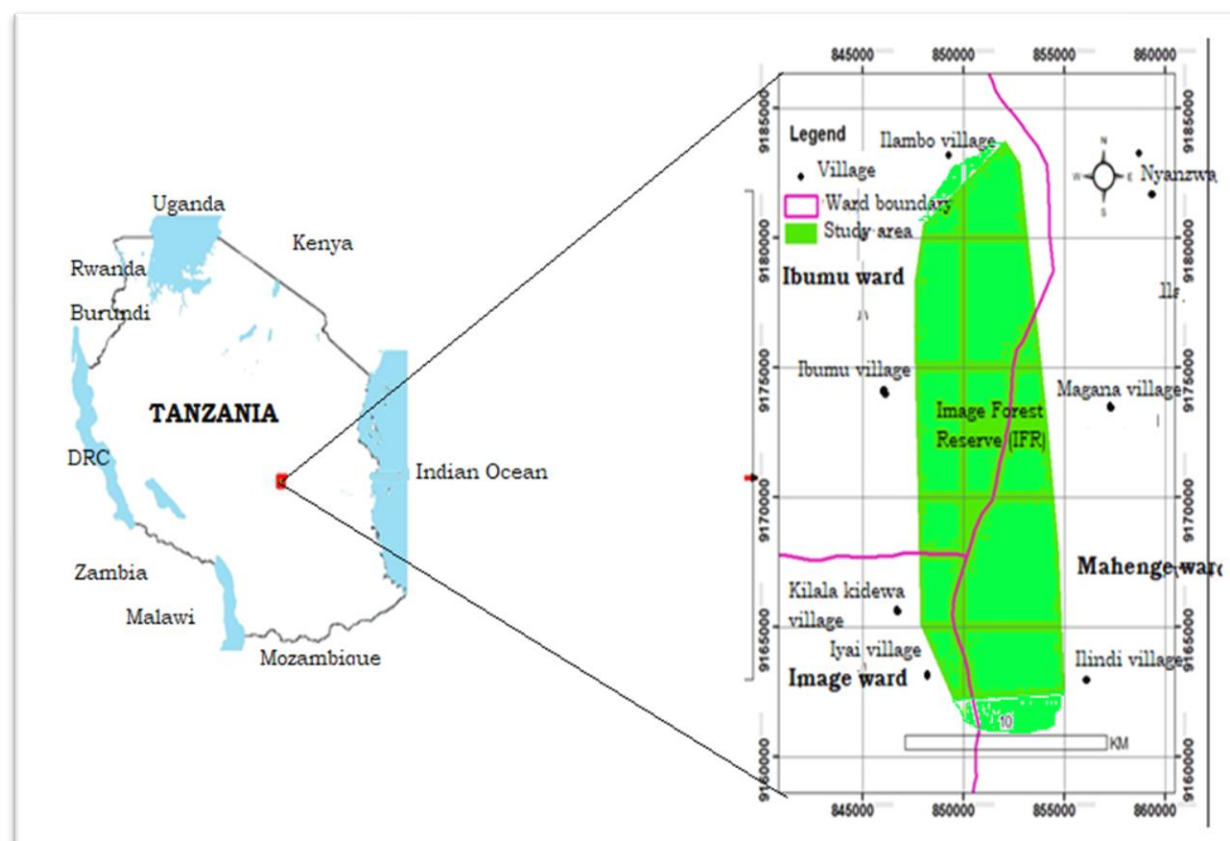 Uganda
Kenya
Rwanda
Burundi
TANZANIA
DRC
Indian Ocean
Zambia
Malawi
Mozambique
845000 850000 855000 860000
9185000
9180000
9175000
9170000
9165000
9160000
Legend
Village
Ward boundary
Study area
Ilambo village
N
W E
S
Nyanzwa
Ibumu ward
Ibumu village
Magana village
Image Forest
Reserve (IFR)
Mahenge ward
Kilala kidewa
village
Iyai village
Image ward
Ilindi village
10
KM
9185000
9180000
9175000
9170000
9165000
9160000
845000 850000 855000 860000